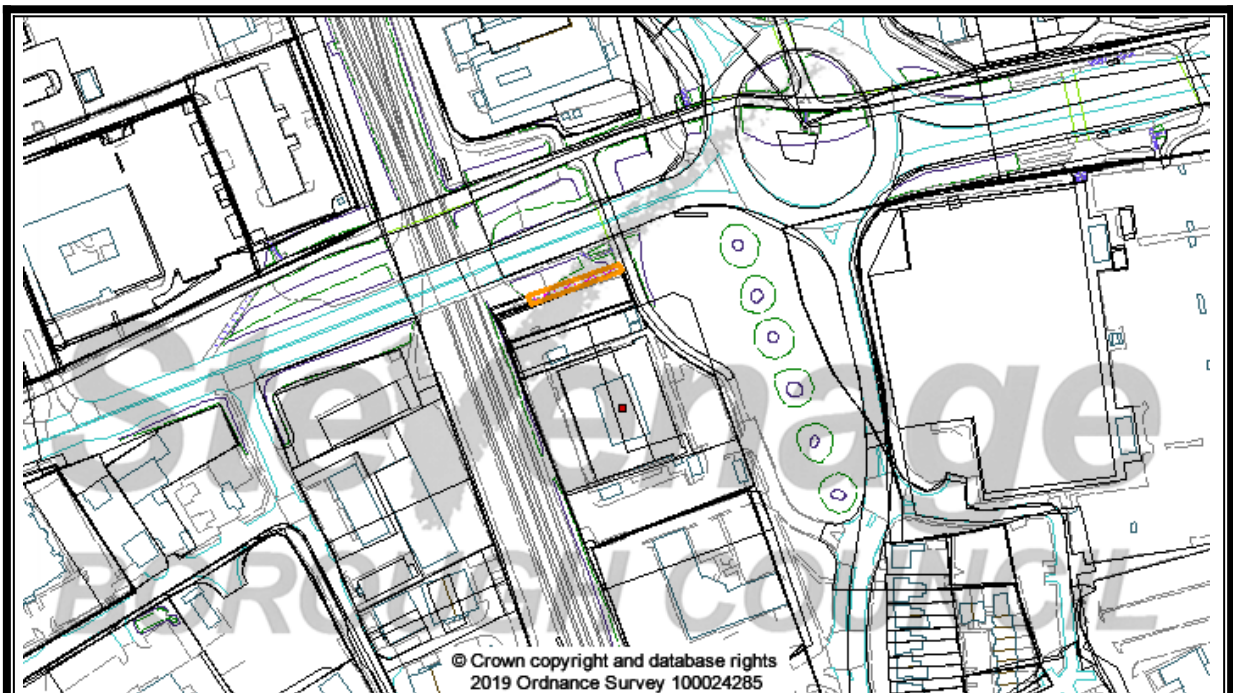 Stevenage
BOROUGH COUNCIL
© Crown copyright and database rights
2019 Ordnance Survey 100024285